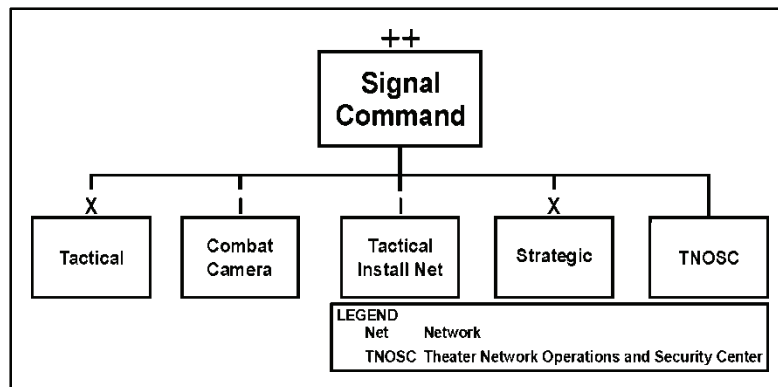 ++
Signal
Command
X I I X
Tactical
Combat
Camera
Tactical
Install Net
Strategic
TNOSC
LEGEND
Net Network
TNOSC Theater Network Operations and Security Center